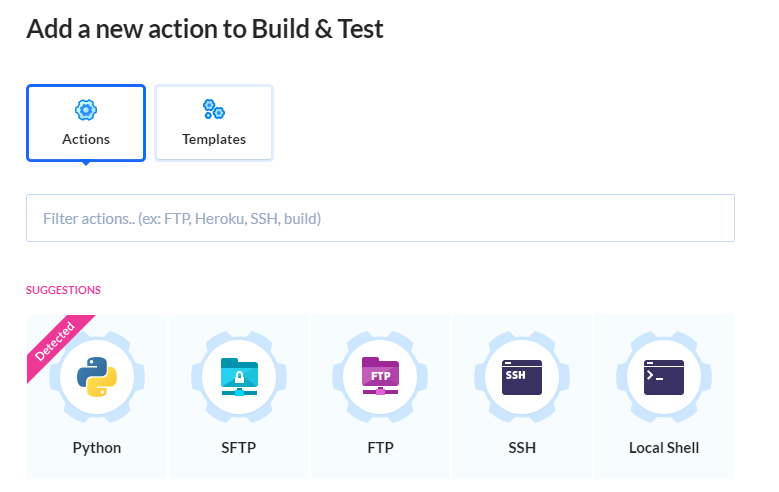 Add a new action to Build & Test
Actions
Templates
Filter actions.. (ex: FTP, Heroku, SSH, build)
SUGGESTIONS
Detected
FTP
SSH
>_
Python
SFTP
FTP
SSH
Local Shell